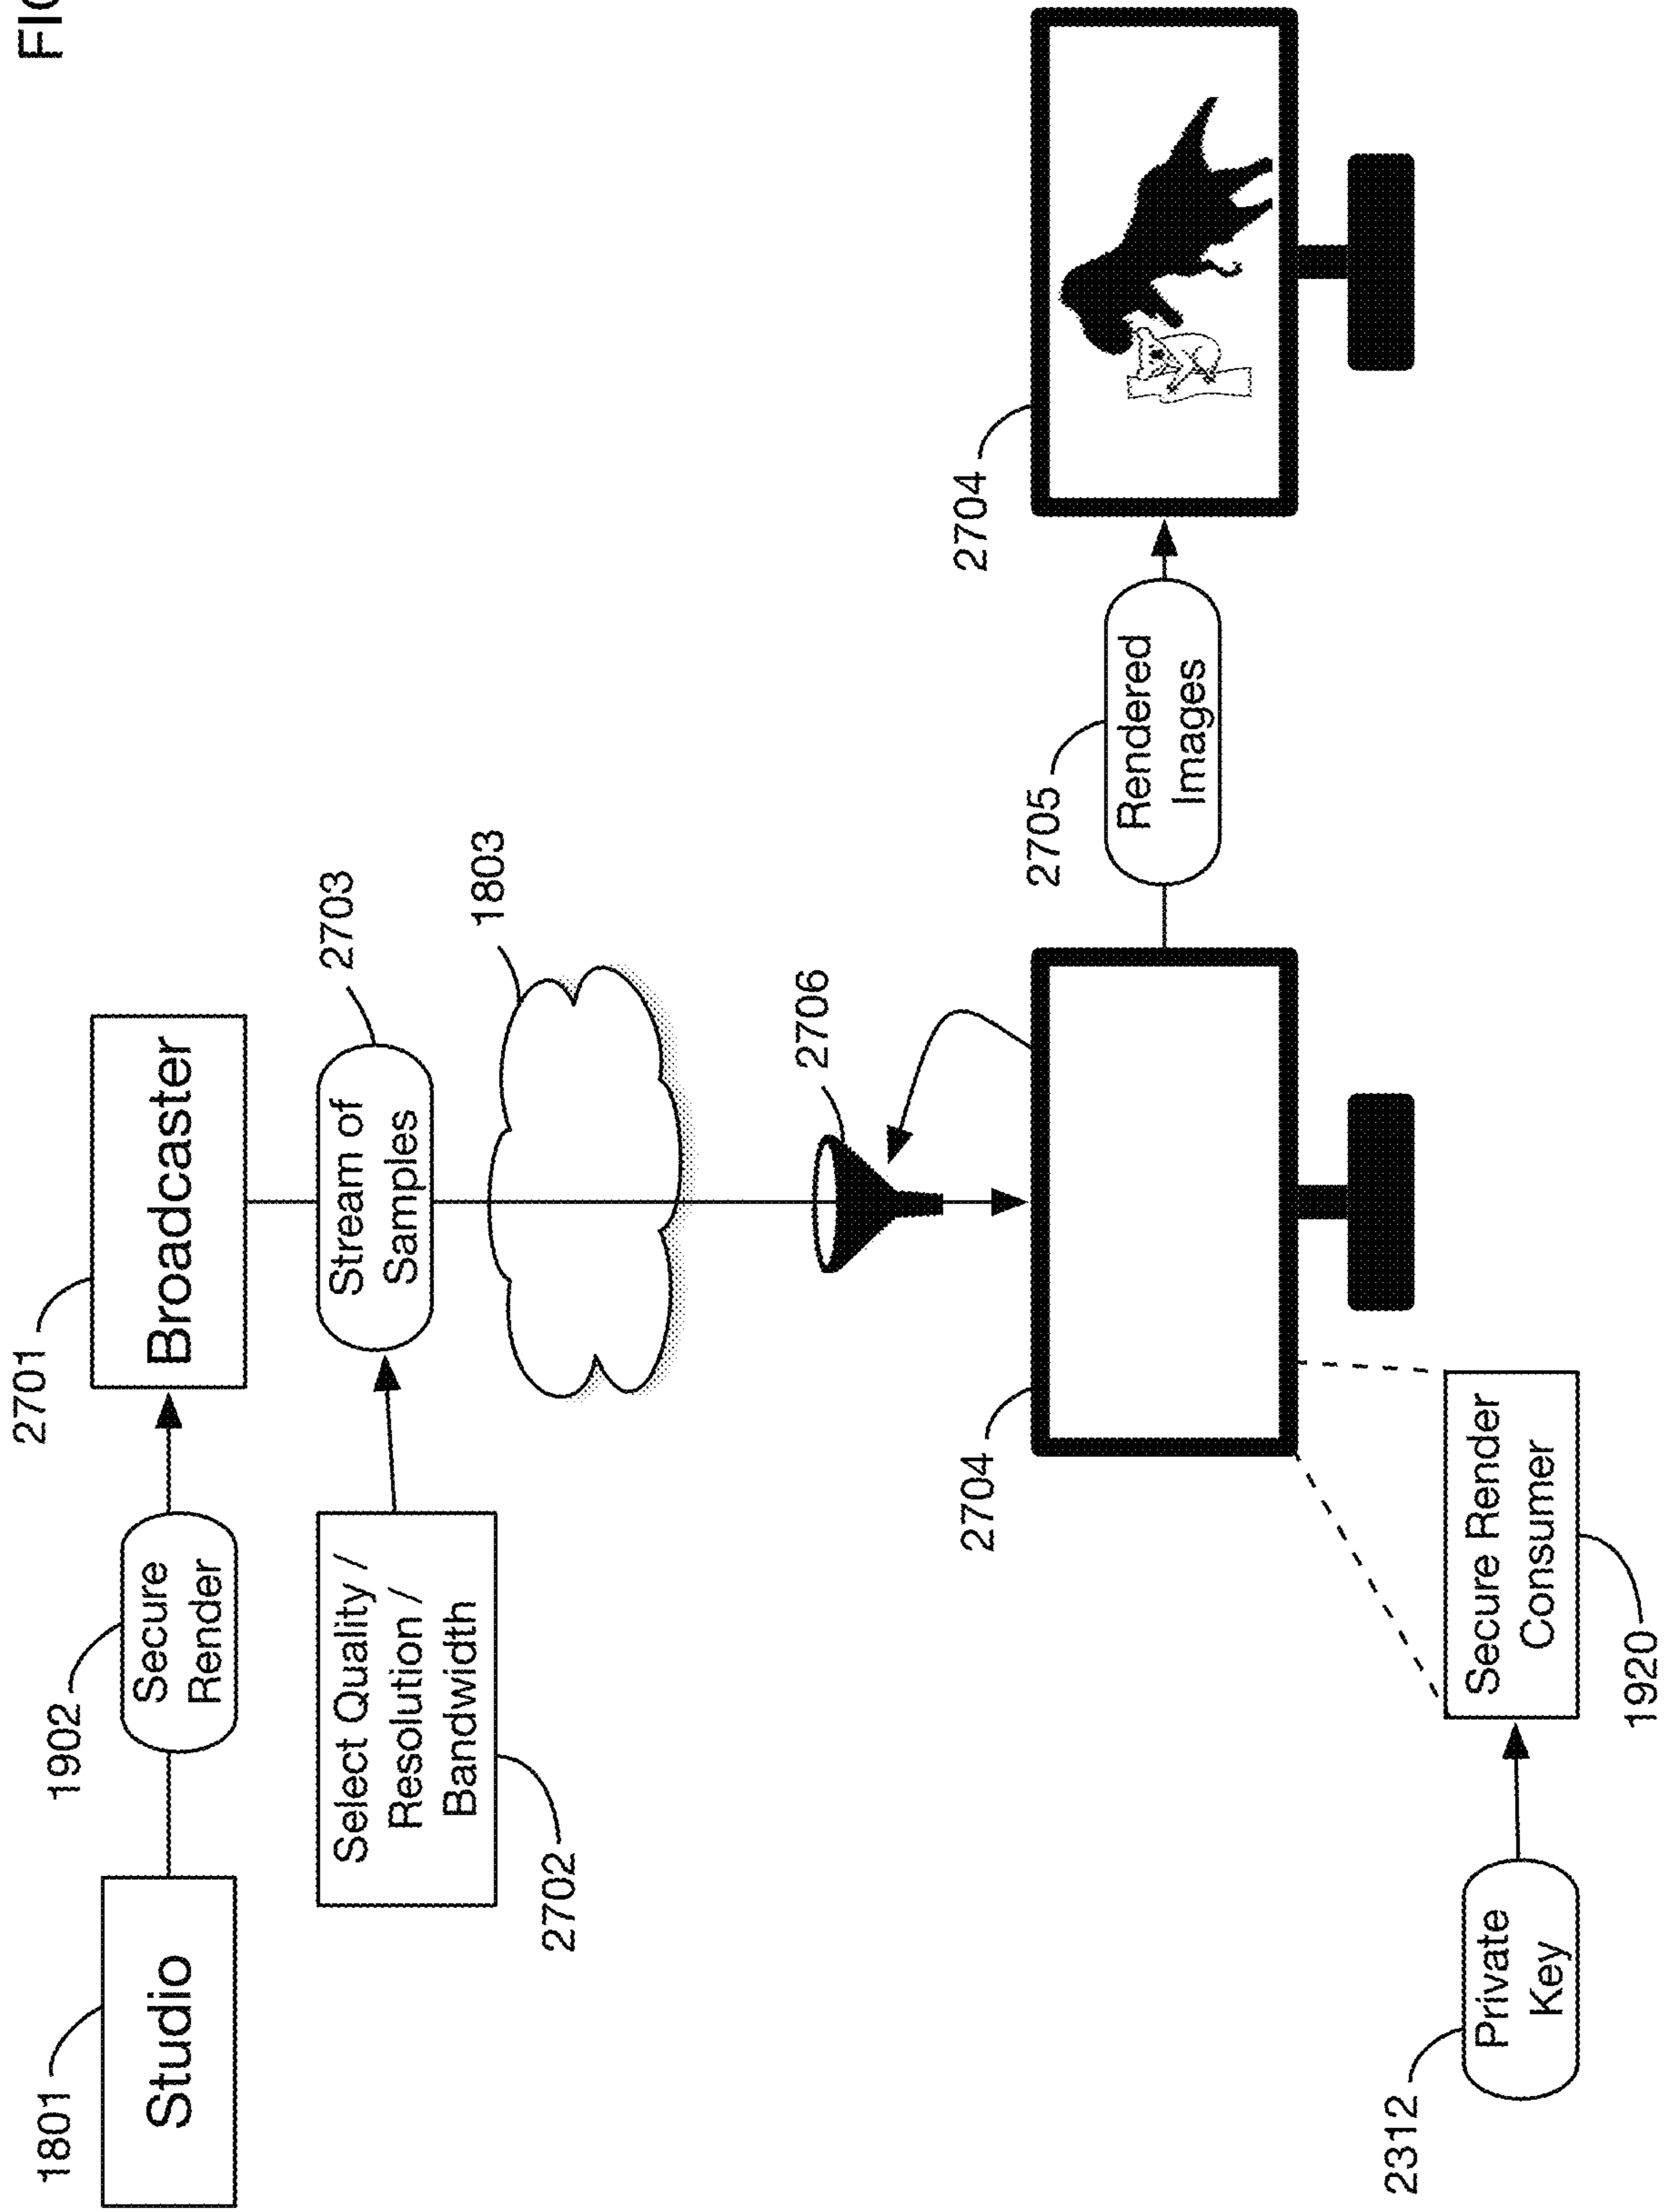 FIG
1801
Studio
1902
Secure
Render
2701
Broadcaster
2702
Select Quality /
Resolution /
Bandwidth
2703
Stream of
Samples
1803
2706
2704
2705
Rendered
Images
2704
2312
Private
Key
1920
Secure Render
Consumer